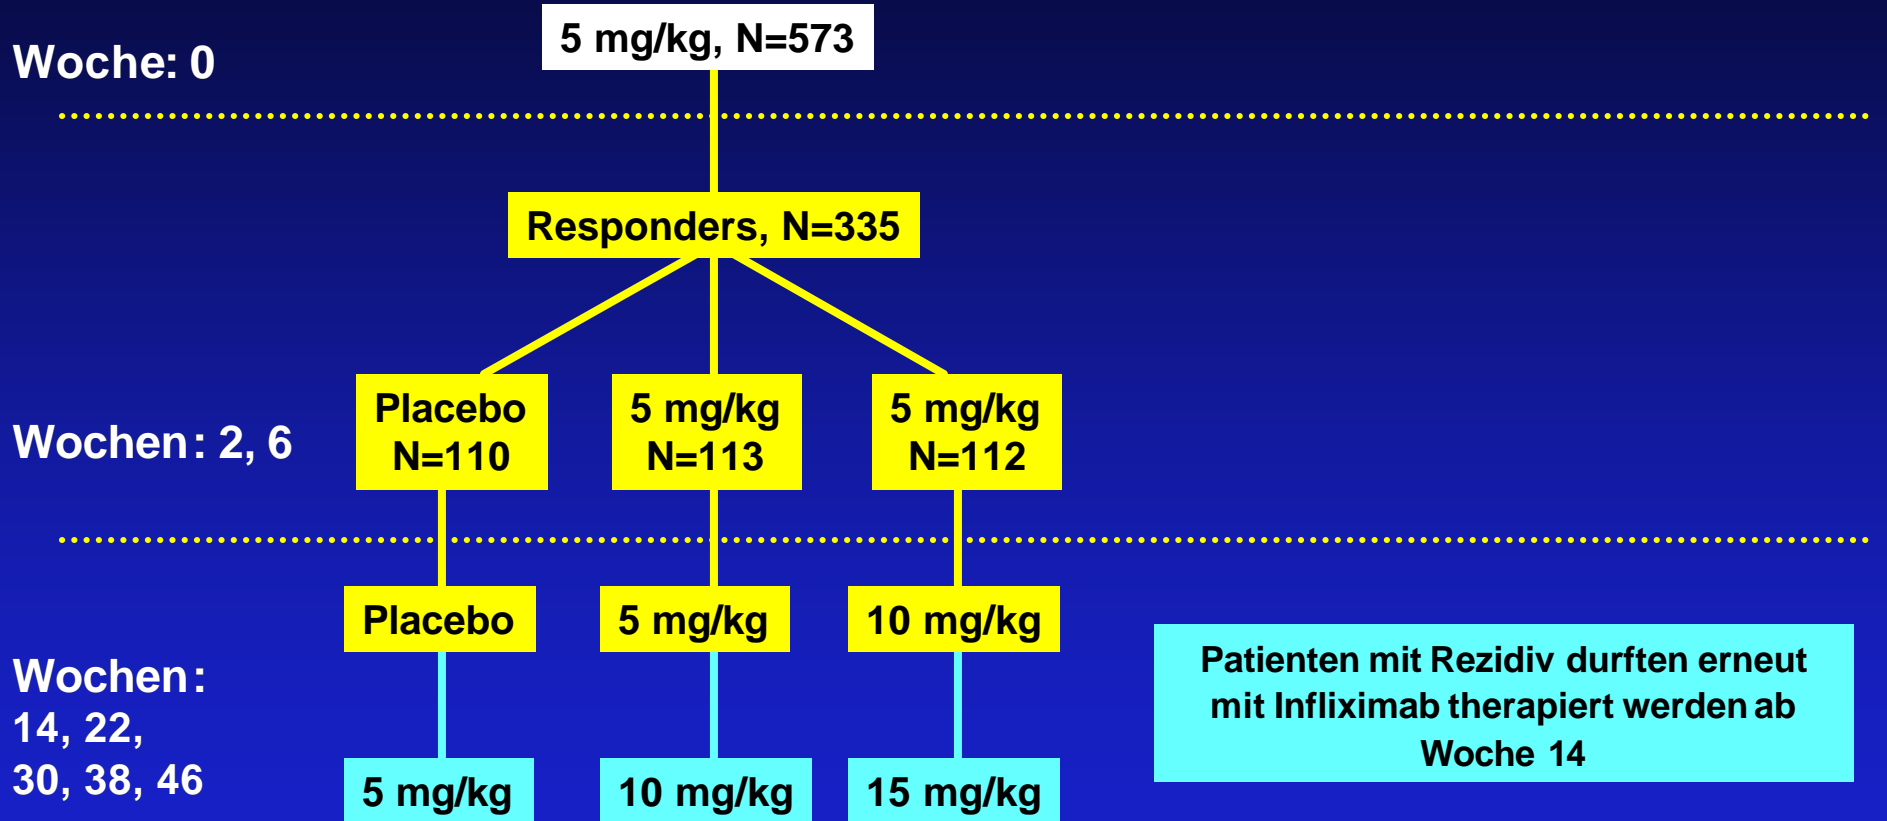 Woche: 0
5 mg/kg, N=573
Responders, N=335
Wochen: 2, 6
Placebo
N=110
5 mg/kg
N=113
5 mg/kg
N=112
Wochen:
14, 22,
30, 38, 46
Placebo
5 mg/kg
10 mg/kg
5 mg/kg
10 mg/kg
15 mg/kg
Patienten mit Rezidiv durften erneut
mit Infliximab therapiert werden ab
Woche 14